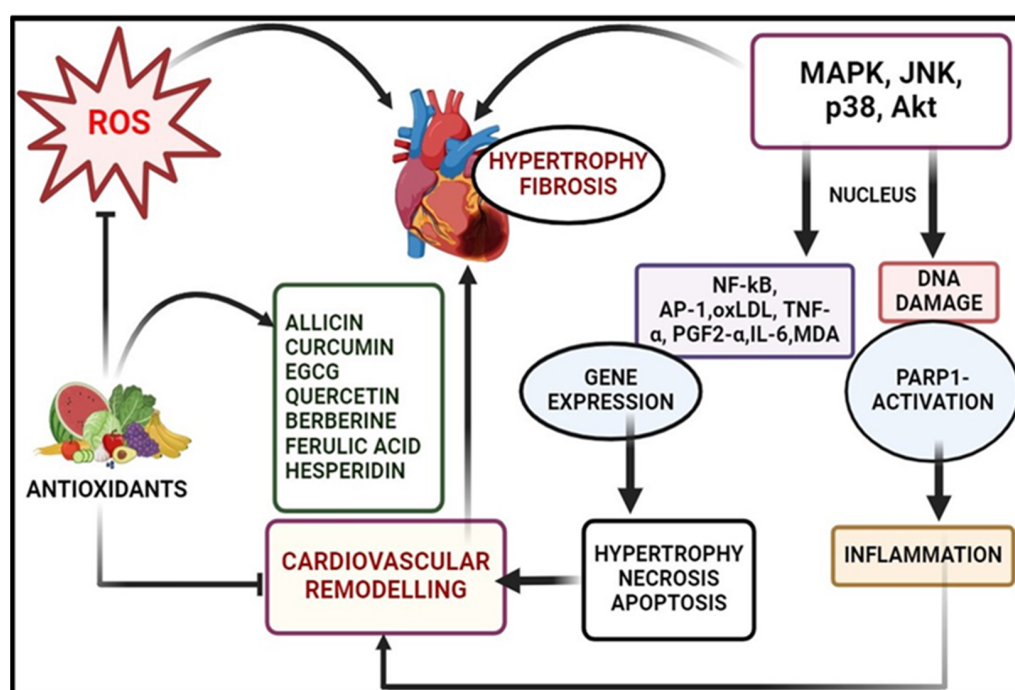 ROS
MAPK, JNK,
p38, Akt
HYPERTROPHY
FIBROSIS
NUCLEUS
NF-kB,
AP-1,oxLDL, TNF-
α, PGF2-α,IL-6,MDA
DNA
DAMAGE
ALLICIN
CURCUMIN
EGCG
QUERCETIN
BERBERINE
FERULIC ACID
HESPERIDIN
GENE
EXPRESSION
PARP1-
ACTIVATION
ANTIOXIDANTS
CARDIOVASCULAR
REMODELLING
HYPERTROPHY
NECROSIS
APOPTOSIS
INFLAMMATION